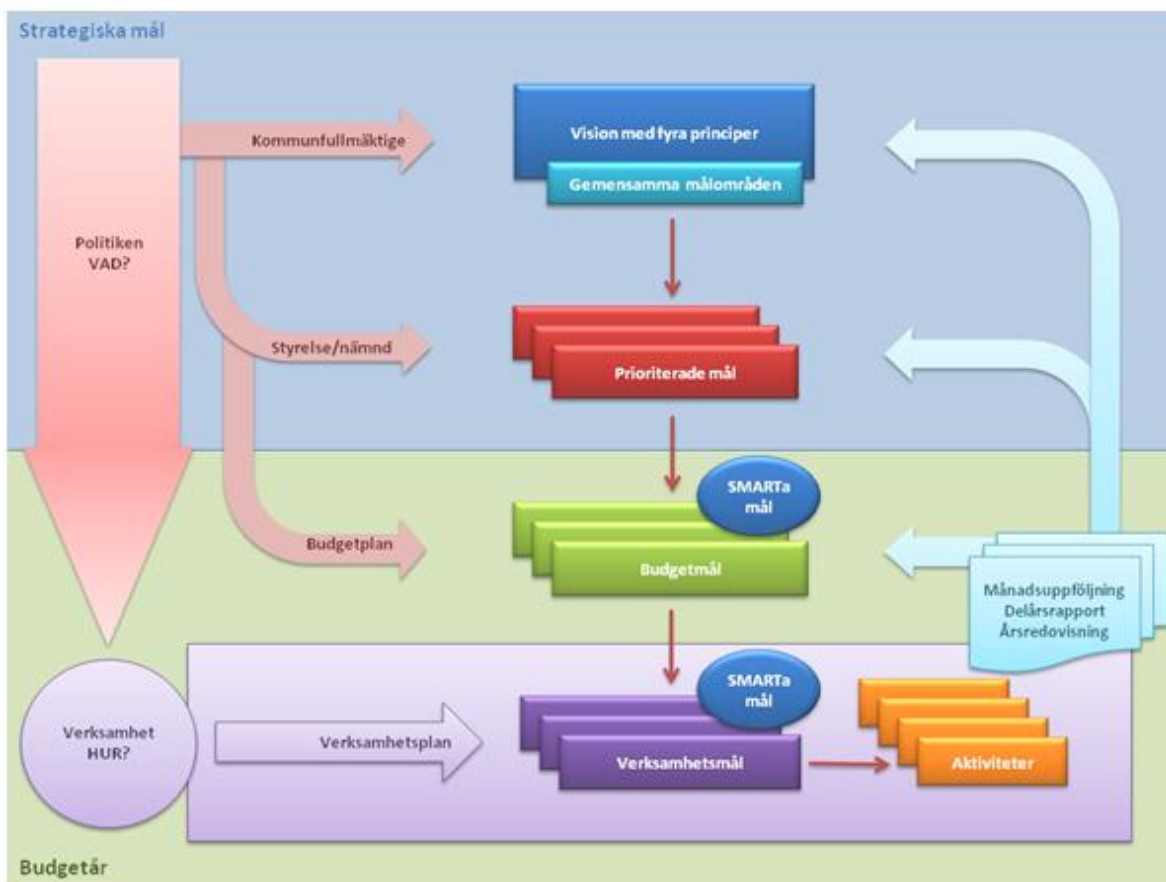 Strategiska mål
Kommunfullmäktige
Vision med fyra principer
Gemensamma målområden
Politiken
VAD?
Styrelse/nämnd
Prioriterade mål
SMARTa
mål
Budgetplan
Budgetmål
Månadsuppföljning
Delårsrapport
Årsredovisning
Verksamhet
HUR?
Verksamhetsplan
SMARTa
mål
Verksamhetsmål
Aktiviteter
Budgetår